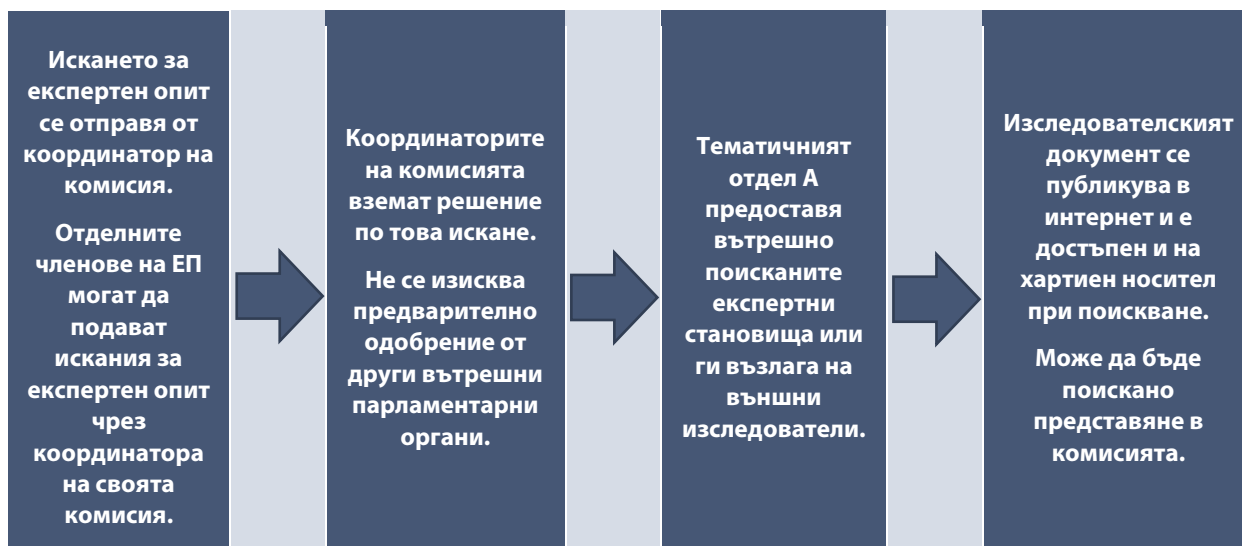 Искането за
експертен опит
се отправя от
координатор на
комисия.
Отделните
членове на ЕП
могат да
подават
искания за
експертен опит
чрез
координатора
на своята
комисия.
Координаторите
на комисията
вземат решение
по това искане.
Не се изисква
предварително
одобрение от
други вътрешни
парламентарни
органи.
Тематичният
отдел А
предоставя
вътрешно
поисканите
експертни
становища или
ги възлага на
външни
изследователи.
Изследователският
документ се
публикува в
интернет и е
достъпен и на
хартиен носител
при поискване.
Може да бъде
поискано
представяне в
комисията.